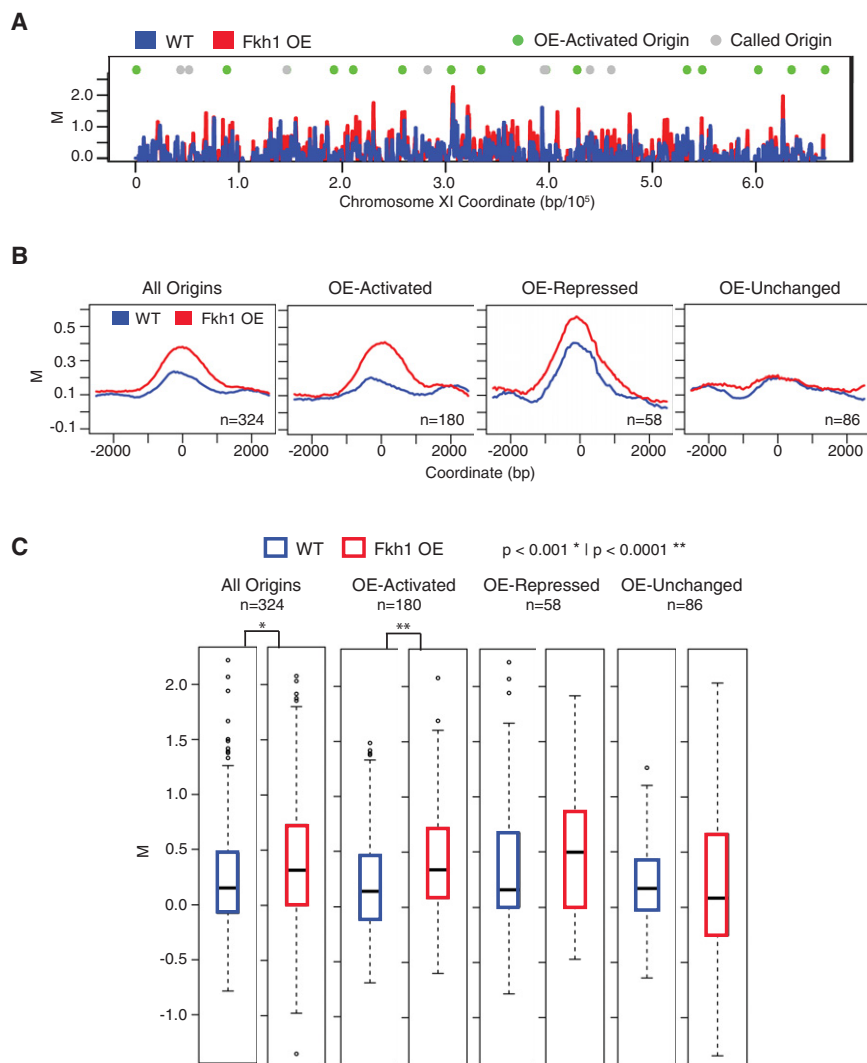 A
WT Fkh1 OE OE-Activated Origin Called Origin
M
2.0
1.0
0.0
0 1.0 2.0 3.0 4.0 5.0 6.0
Chromosome XI Coordinate (bp/10⁵)
B
All Origins OE-Activated OE-Repressed OE-Unchanged
WT Fkh1 OE
M
0.5
0.3
0.1
-0.1
n=324 n=180 n=58 n=86
-2000 0 2000 -2000 0 2000 -2000 0 2000 -2000 0 2000
Coordinate (bp)
C
WT Fkh1 OE p < 0.001 * | p < 0.0001 **
All Origins OE-Activated OE-Repressed OE-Unchanged
n=324 n=180 n=58 n=86
* **
M
2.0
1.5
1.0
0.5
0.0
-0.5
-1.0